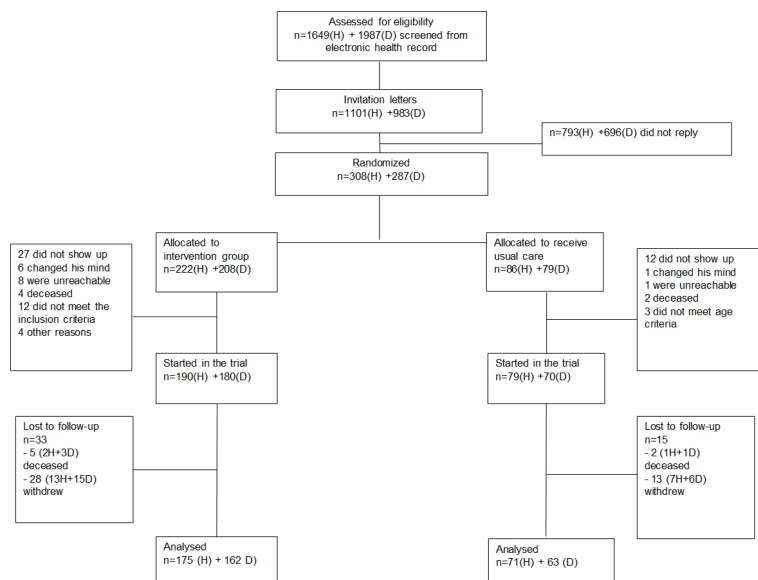 Assessed for eligibility
n=1649(H) + 1987(D) screened from
electronic health record
Invitation letters
n=1101(H) +983(D)
n=793(H) +696(D) did not reply
Randomized
n=308(H) +287(D)
Allocated to
intervention group
n=222(H) +208(D)
Allocated to receive
usual care
n=86(H) +79(D)
27 did not show up
6 changed his mind
8 were unreachable
4 deceased
12 did not meet the
inclusion criteria
4 other reasons
12 did not show up
1 changed his mind
1 were unreachable
2 deceased
3 did not meet age
criteria
Started in the trial
n=190(H) +180(D)
Started in the trial
n=79(H) +70(D)
Lost to follow-up
n=33
- 5 (2H+3D)
deceased
- 28 (13H+15D)
withdrew
Lost to follow-up
n=15
- 2 (1H+1D)
deceased
- 13 (7H+6D)
withdrew
Analysed
n=175 (H) + 162 D)
Analysed
n=71(H) + 63 (D)